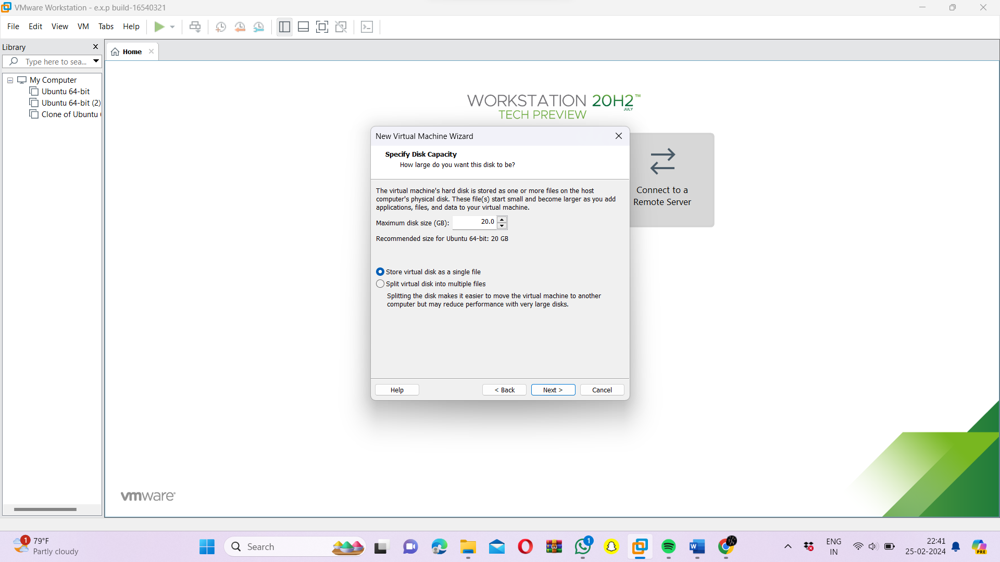 VMware Workstation - e.x.p build-16540321
File Edit View VM Tabs Help
Library
Home
Type here to sea...
My Computer
Ubuntu 64-bit
Ubuntu 64-bit (2)
Clone of Ubuntu
WORKSTATION 20H2™
JULY
TECH PREVIEW
New Virtual Machine Wizard
Specify Disk Capacity
How large do you want this disk to be?
The virtual machine's hard disk is stored as one or more files on the host
computer's physical disk. These file(s) start small and become larger as you add
applications, files, and data to your virtual machine.
Maximum disk size (GB): 20.0
Recommended size for Ubuntu 64-bit: 20 GB
Store virtual disk as a single file
Split virtual disk into multiple files
Splitting the disk makes it easier to move the virtual machine to another
computer but may reduce performance with very large disks.
Help < Back Next > Cancel
Connect to a
Remote Server
vmware
1
79°F
Partly cloudy
Search
1
W
ENG
IN
22:41
25-02-2024
PRE